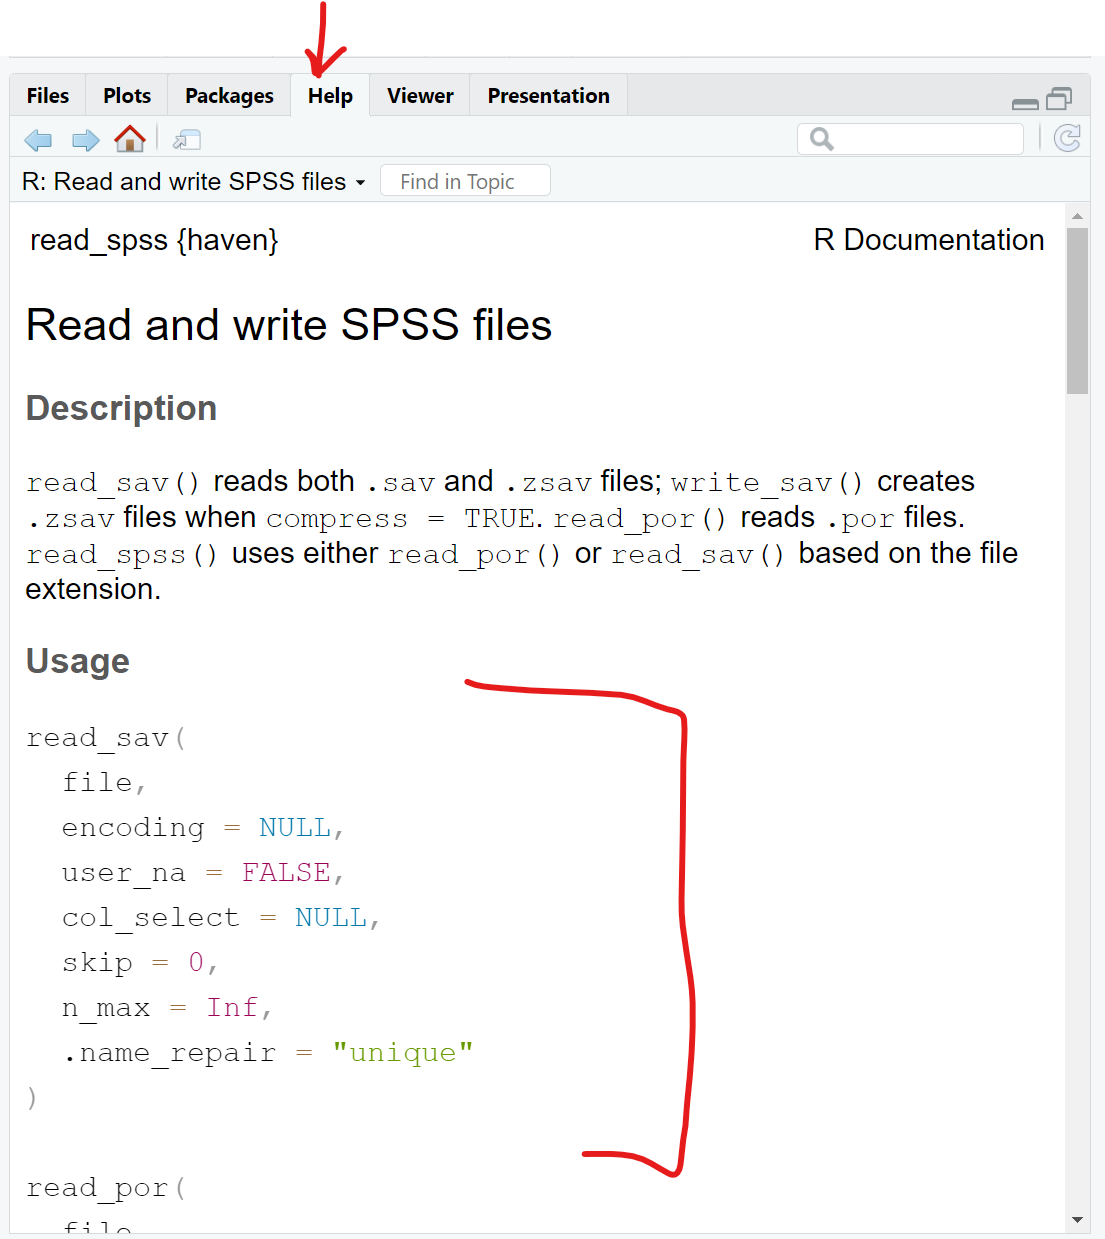 Files Plots Packages Help Viewer Presentation
R: Read and write SPSS files Find in Topic
read_spss {haven} R Documentation
Read and write SPSS files
Description
read_sav() reads both .sav and .zsav files; write_sav() creates
.zsav files when compress = TRUE. read_por() reads .por files.
read_spss() uses either read_por() or read_sav() based on the file
extension.
Usage
read_sav(
  file,
  encoding = NULL,
  user_na = FALSE,
  col_select = NULL,
  skip = 0,
  n_max = Inf,
  .name_repair = "unique"
)
read_por(
  file